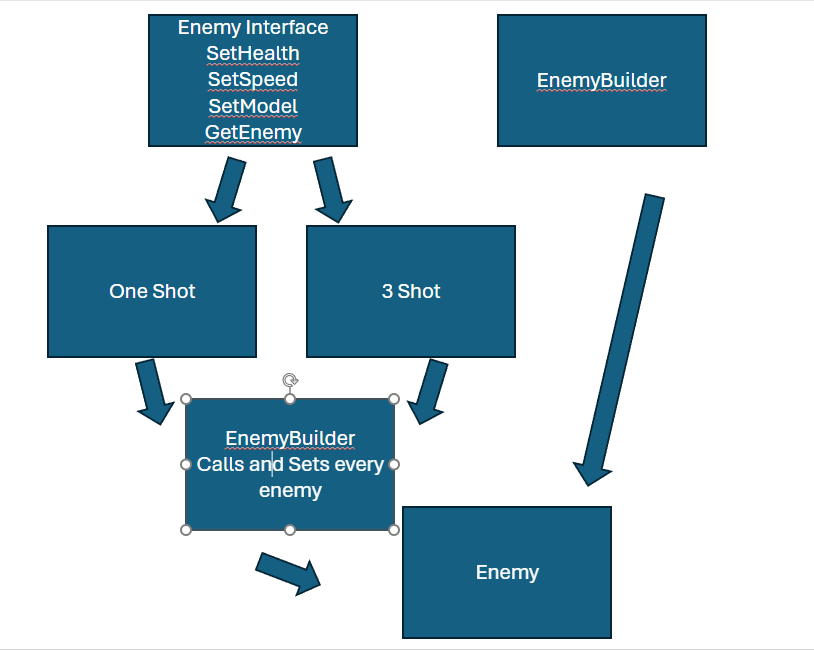 Enemy Interface
SetHealth
SetSpeed
SetModel
GetEnemy
EnemyBuilder
One Shot
3 Shot
EnemyBuilder
Calls and Sets every
enemy
Enemy